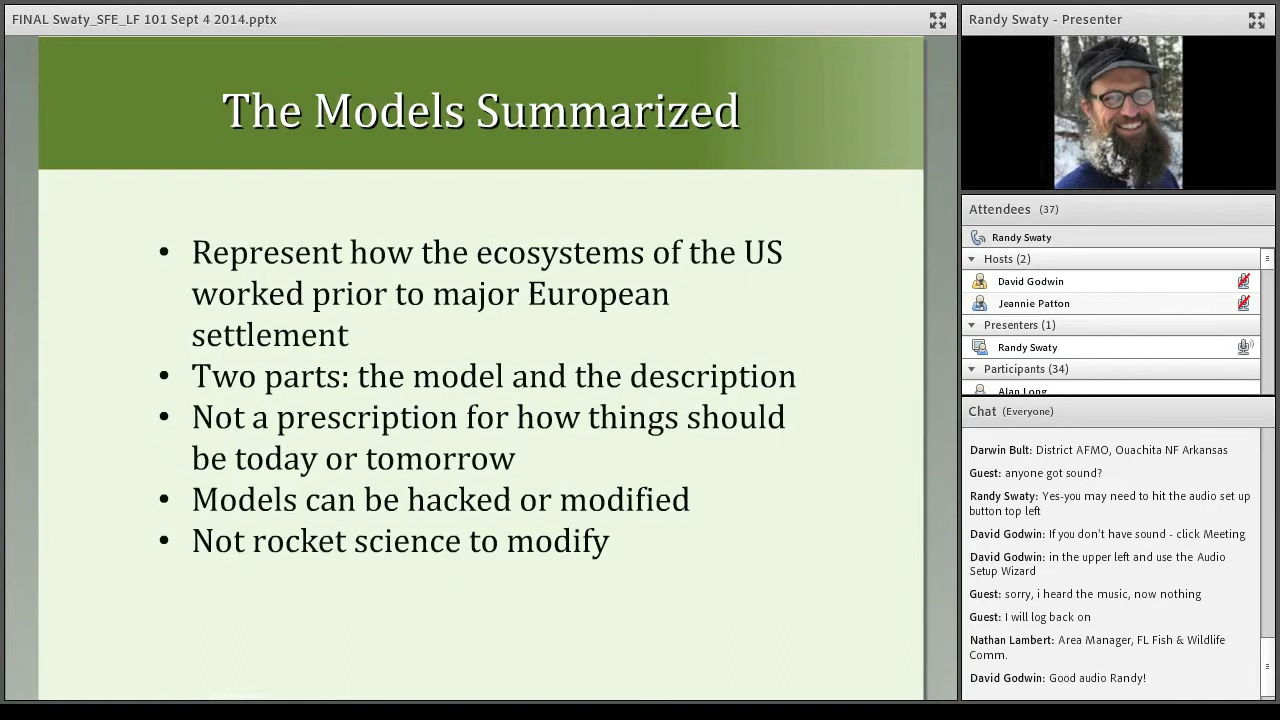 FINAL Swaty_SFE_LF 101 Sept 4 2014.pptx
The Models Summarized
• Represent how the ecosystems of the US
worked prior to major European
settlement
• Two parts: the model and the description
• Not a prescription for how things should
be today or tomorrow
• Models can be hacked or modified
• Not rocket science to modify
Randy Swaty - Presenter
Attendees (37)
Randy Swaty
Hosts (2)
David Godwin
Jeannie Patton
Presenters (1)
Randy Swaty
Participants (34)
Alan Long
Chat (Everyone)
Darwin Bult: District AFMO, Ouachita NF Arkansas
Guest: anyone got sound?
Randy Swaty: Yes-you may need to hit the audio set up
button top left
David Godwin: If you don't have sound - click Meeting
David Godwin: in the upper left and use the Audio
Setup Wizard
Guest: sorry, i heard the music, now nothing
Guest: I will log back on
Nathan Lambert: Area Manager, FL Fish & Wildlife
Comm.
David Godwin: Good audio Randy!